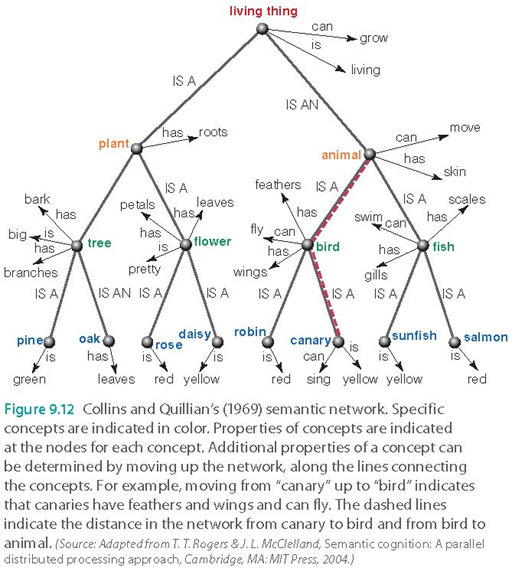 living thing
can
grow
is
living
IS A
IS AN
plant
has
roots
animal
can
move
has
skin
IS A
IS A
IS A
bark
has
big
is
has
branches
tree
petals
has
leaves
has
is
pretty
flower
feathers
has
fly
can
has
wings
bird
swim
can
has
gills
scales
has
fish
IS A
IS AN
IS A
IS A
IS A
IS A
IS A
IS A
pine
oak
rose
daisy
robin
canary
sunfish
salmon
is
has
is
is
is
can
is
is
is
green
leaves
red
yellow
red
sing
yellow
yellow
red
Figure 9.12 Collins and Quillian's (1969) semantic network. Specific
concepts are indicated in color. Properties of concepts are indicated
at the nodes for each concept. Additional properties of a concept can
be determined by moving up the network, along the lines connecting
the concepts. For example, moving from "canary" up to "bird" indicates
that canaries have feathers and wings and can fly. The dashed lines
indicate the distance in the network from canary to bird and from bird to
animal. (Source: Adapted from T. T. Rogers & J. L. McClelland, Semantic cognition: A parallel
distributed processing approach, Cambridge, MA: MIT Press, 2004.)